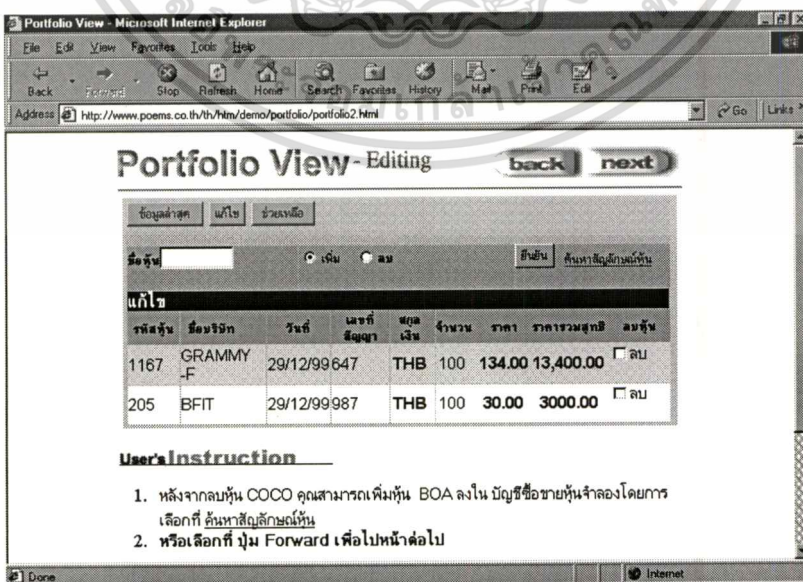 Portfolio View - Microsoft Internet Explorer
File Edit View Favorites Tools Help
Back Forward Stop Refresh Home Search Favorites History Mail Print Edit
Address http://www.poems.co.th/th/htm/demo/portfolio/portfolio2.html Go Links
Portfolio View - Editing back next
ข้อมูลล่าสุด แก้ไข ช่วยเหลือ
ชื่อหุ้น เพิ่ม ลบ ยืนยัน ค้นหาสัญลักษณ์หุ้น
แก้ไข
รหัสหุ้น ชื่อบริษัท วันที่ เลขที่สัญญา สกุลเงิน จำนวน ราคา ราคารวมสุทธิ ลบหุ้น
1167 GRAMMY-F 29/12/99 647 THB 100 134.00 13,400.00 ลบ
205 BFIT 29/12/99 987 THB 100 30.00 3000.00 ลบ
User's Instruction
1. หลังจากลบหุ้น COCO คุณสามารถเพิ่มหุ้น BOA ลงใน บัญชีซื้อขายหุ้นจำลองโดยการ
เลือกที่ ค้นหาสัญลักษณ์หุ้น
2. หรือเลือกที่ ปุ่ม Forward เพื่อไปหน้าต่อไป
Done Internet